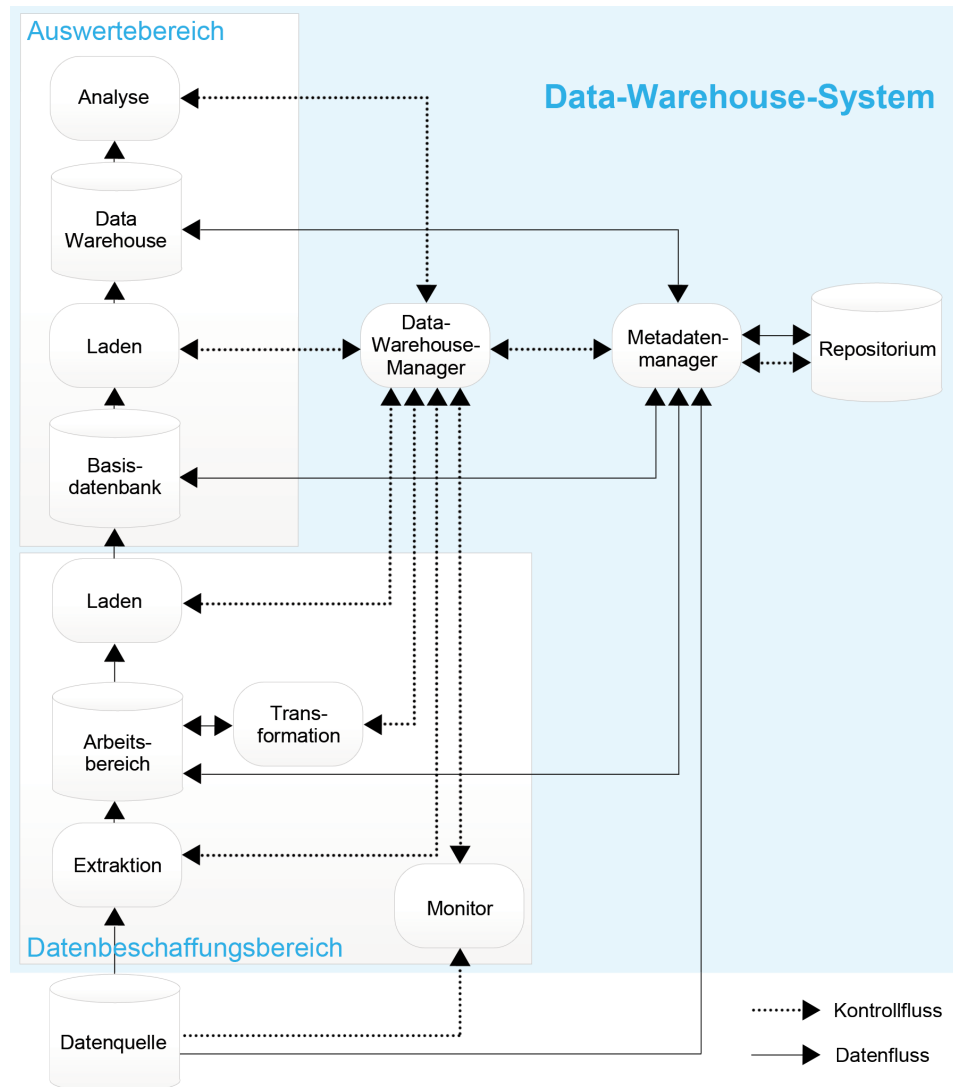 Auswertebereich
Analyse
Data-Warehouse-System
Data
Warehouse
Laden
Data-
Warehouse-
Manager
Metadaten-
manager
Repositorium
Basis-
datenbank
Laden
Trans-
formation
Arbeits-
bereich
Extraktion
Monitor
Datenbeschaffungsbereich
Datenquelle
Kontrollfluss
Datenfluss